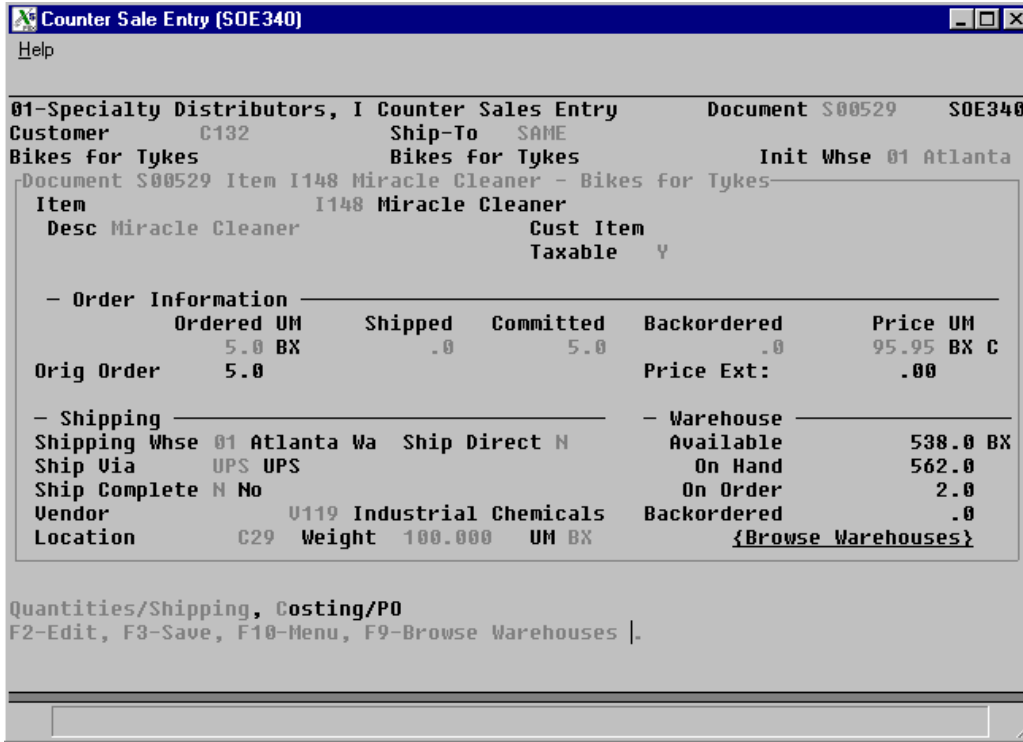 Counter Sale Entry (SOE340)
Help
01-Specialty Distributors, I Counter Sales Entry Document S00529 SOE340
Customer C132 Ship-To SAME
Bikes for Tykes Bikes for Tykes Init Whse 01 Atlanta
Document S00529 Item I148 Miracle Cleaner - Bikes for Tykes
Item I148 Miracle Cleaner
Desc Miracle Cleaner Cust Item
Taxable Y
- Order Information
Ordered UM Shipped Committed Backordered Price UM
5.0 BX .0 5.0 .0 95.95 BX C
Orig Order 5.0 Price Ext: .00
- Shipping - Warehouse
Shipping Whse 01 Atlanta Wa Ship Direct N Available 538.0 BX
Ship Via UPS UPS On Hand 562.0
Ship Complete N No On Order 2.0
Vendor V119 Industrial Chemicals Backordered .0
Location C29 Weight 100.000 UM BX {Browse Warehouses}
Quantities/Shipping, Costing/PO
F2-Edit, F3-Save, F10-Menu, F9-Browse Warehouses .